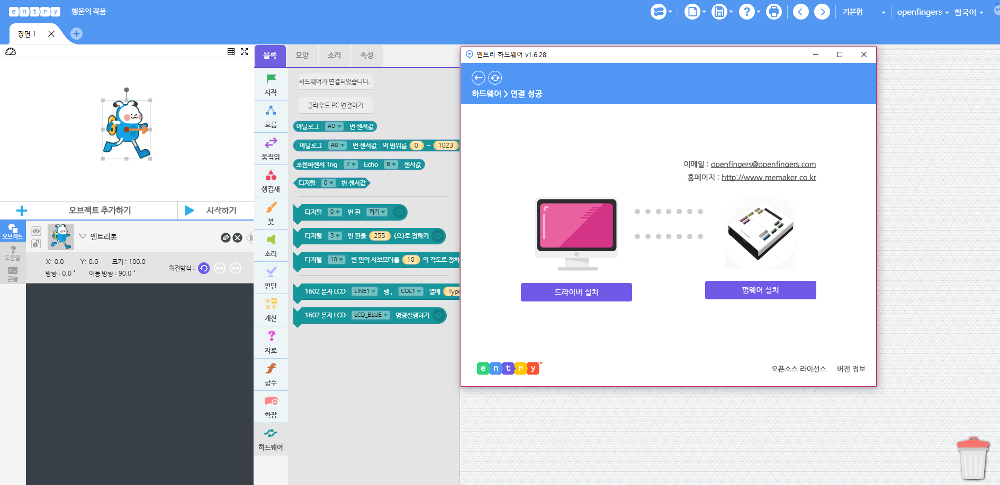 entry 행운의 작품
기본형 openfingers 한국어
장면 1
블록 모양 소리 속성
시작
흐름
움직임
생김새
붓
소리
판단
계산
자료
함수
확장
하드웨어
하드웨어가 연결되었습니다.
클라우드 PC 연결하기
아날로그 A0 번 센서값
아날로그 A0 번 센서값 의 범위를 0 ~ 1023
초음파센서 Trig 7 Echo 8 센서값
디지털 0 번 센서값
디지털 0 번 핀 켜기
디지털 3 번 핀을 255 (으)로 정하기
디지털 10 번 핀의 서보모터를 10 의 각도로 정하
1602 문자 LCD LINE1 행 , COL1 열에 Type
1602 문자 LCD LCD_BLUE 명령실행하기
오브젝트 추가하기 시작하기
오브젝트
도움말
콘솔
엔트리봇
X: 0.0 Y: 0.0 크기 : 100.0
방향 : 0.0 ° 이동 방향 : 90.0 °
회전방식 :
엔트리 하드웨어 v1.6.28
하드웨어 > 연결 성공
이메일 : openfingers@openfingers.com
홈페이지 : http://www.memaker.co.kr
드라이버 설치 펌웨어 설치
entry™
오픈소스 라이선스 버전 정보